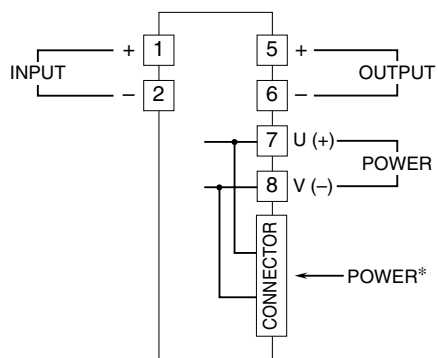 + 1 5 +
INPUT OUTPUT
– 2 6 –
7 U (+)
POWER
8 V (–)
CONNECTOR
POWER*